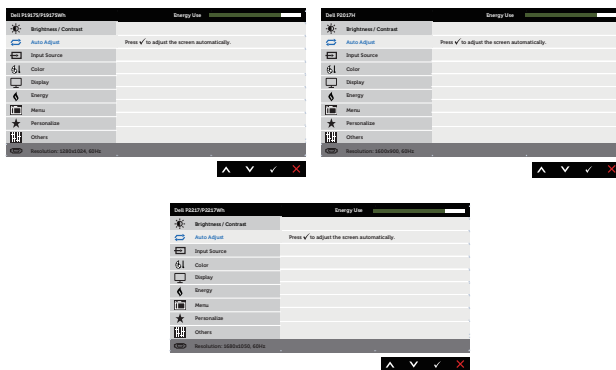 Dell P1917S/P1917SWh Energy Use
Brightness / Contrast
Auto Adjust Press ✓ to adjust the screen automatically.
Input Source
Color
Display
Energy
Menu
Personalize
Others
Resolution: 1280x1024, 60Hz
Dell P2017H Energy Use
Brightness / Contrast
Auto Adjust Press ✓ to adjust the screen automatically.
Input Source
Color
Display
Energy
Menu
Personalize
Others
Resolution: 1600x900, 60Hz
Dell P2217/P2217Wh Energy Use
Brightness / Contrast
Auto Adjust Press ✓ to adjust the screen automatically.
Input Source
Color
Display
Energy
Menu
Personalize
Others
Resolution: 1680x1050, 60Hz